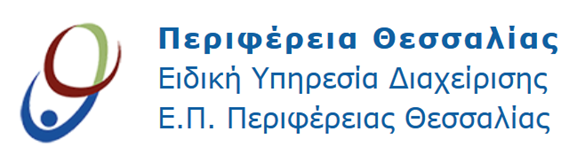 Περιφέρεια Θεσσαλίας
Ειδική Υπηρεσία Διαχείρισης
Ε.Π. Περιφέρειας Θεσσαλίας